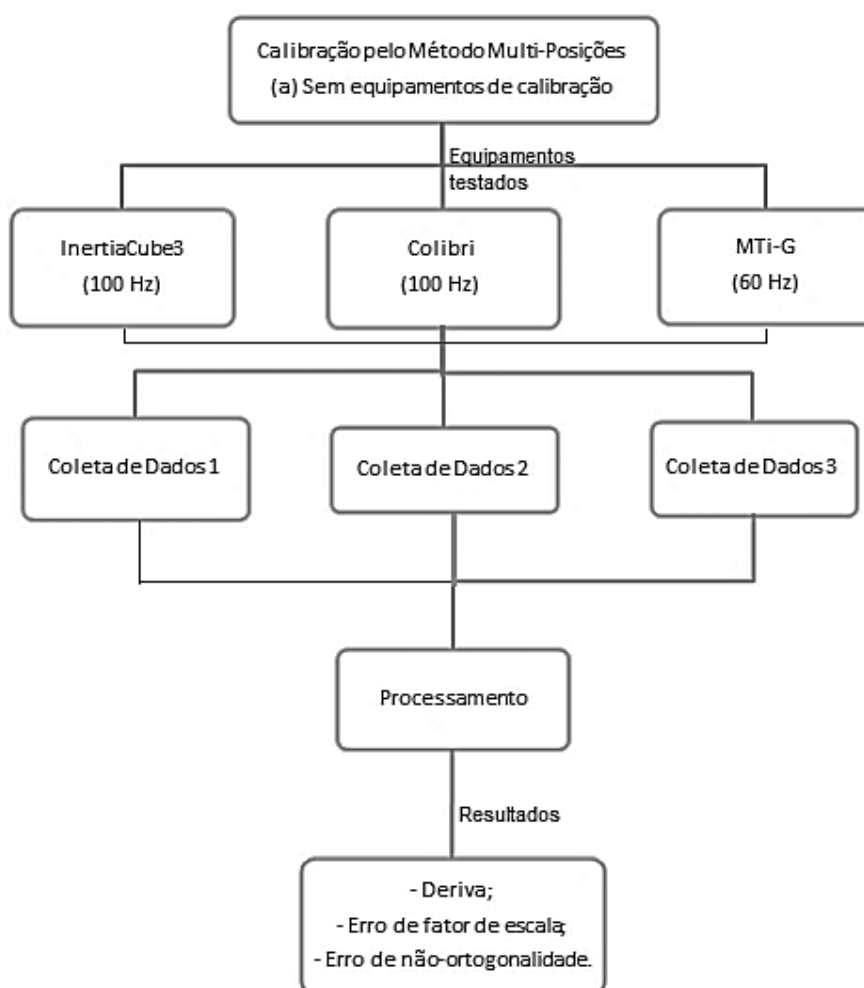 Calibração pelo Método Multi-Posições
(a) Sem equipamentos de calibração
Equipamentos
testados
InertiaCube3
(100 Hz)
Colibri
(100 Hz)
MTi-G
(60 Hz)
Coleta de Dados 1
Coleta de Dados 2
Coleta de Dados 3
Processamento
Resultados
- Deriva;
- Erro de fator de escala;
- Erro de não-ortogonalidade.